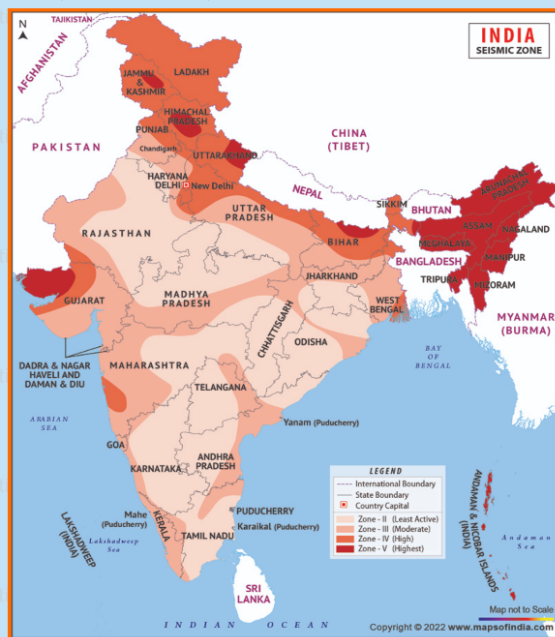 N
TAJIKISTAN
AFGHANISTAN
INDIA
SEISMIC ZONE
JAMMU
&
KASHMIR
LADAKH
HIMACHAL
PRADESH
PUNJAB
Chandigarh
UTTARAKHAND
PAKISTAN
CHINA
(TIBET)
HARYANA
DELHI
New Delhi
NEPAL
ARUNACHAL
PRADESH
SIKKIM
BHUTAN
UTTAR
PRADESH
RAJASTHAN
ASSAM
NAGALAND
BIHAR
MEGHALAYA
BANGLADESH
MANIPUR
JHARKHAND
TRIPURA
MIZORAM
GUJARAT
MADHYA
PRADESH
WEST
BENGAL
MYANMAR
(BURMA)
CHHATTISGARH
ODISHA
DADRA & NAGAR
HAVELI AND
DAMAN & DIU
MAHARASHTRA
BAY
OF
BENGAL
TELANGANA
ARABIAN
SEA
Yanam (Puducherry)
GOA
ANDHRA
PRADESH
KARNATAKA
LEGEND
International Boundary
State Boundary
Country Capital
Zone - II (Least Active)
Zone - III (Moderate)
Zone - IV (High)
Zone - V (Highest)
ANDAMAN & NICOBAR ISLANDS
(INDIA)
Andaman
Sea
PUDUCHERRY
Mahe
(Puducherry)
Karaikal (Puducherry)
LAKSHADWEEP
(INDIA)
Lakshadweep
Sea
KERALA
TAMIL NADU
SRI
LANKA
Map not to Scale
INDIAN OCEAN
Copyright © 2022 www.mapsofindia.com